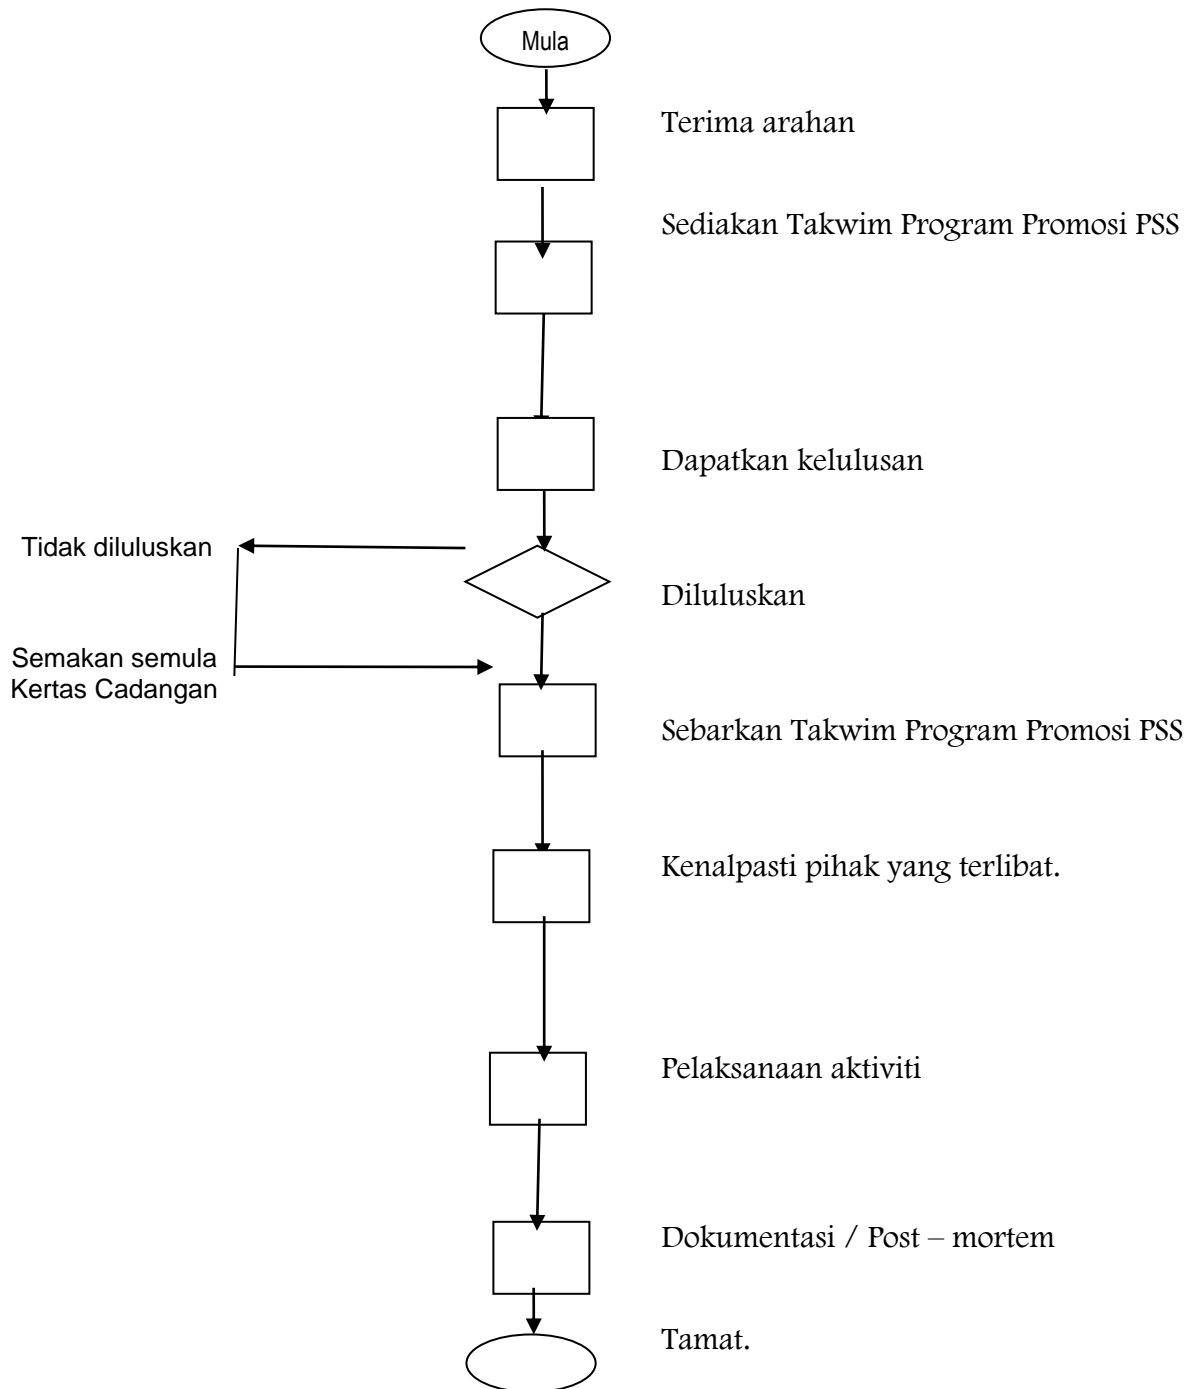 Mula
Terima arahan
Sediakan Takwim Program Promosi PSS
Dapatkan kelulusan
Tidak diluluskan
Diluluskan
Semakan semula
Kertas Cadangan
Sebarkan Takwim Program Promosi PSS
Kenalpasti pihak yang terlibat.
Pelaksanaan aktiviti
Dokumentasi / Post – mortem
Tamat.